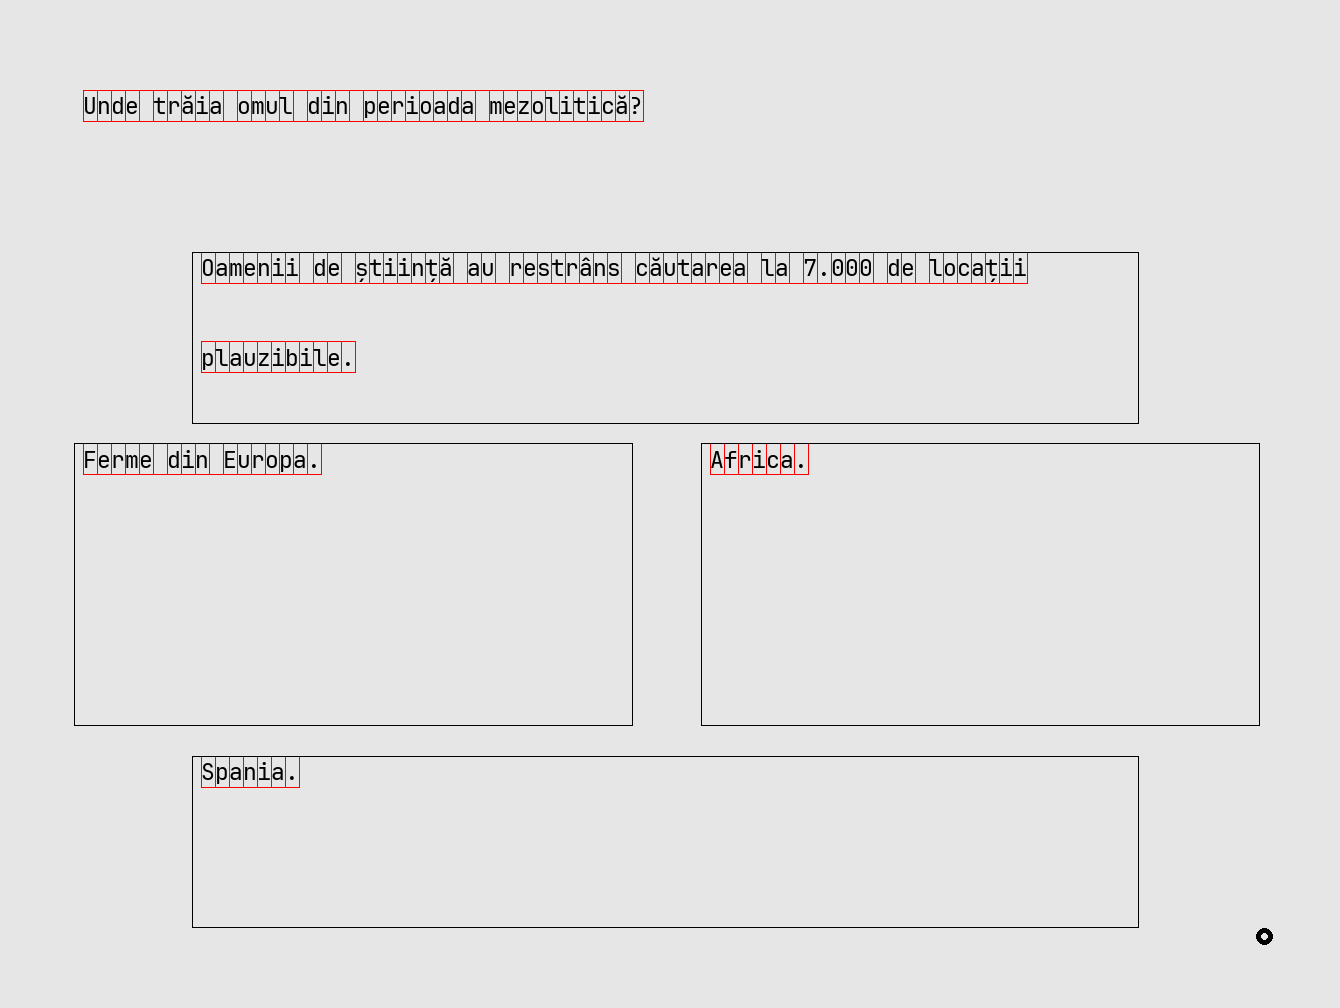 Unde trăia omul din perioada mezolitică?
Oamenii de știință au restrâns căutarea la 7.000 de locații
plauzibile.
Ferme din Europa.
Africa.
Spania.